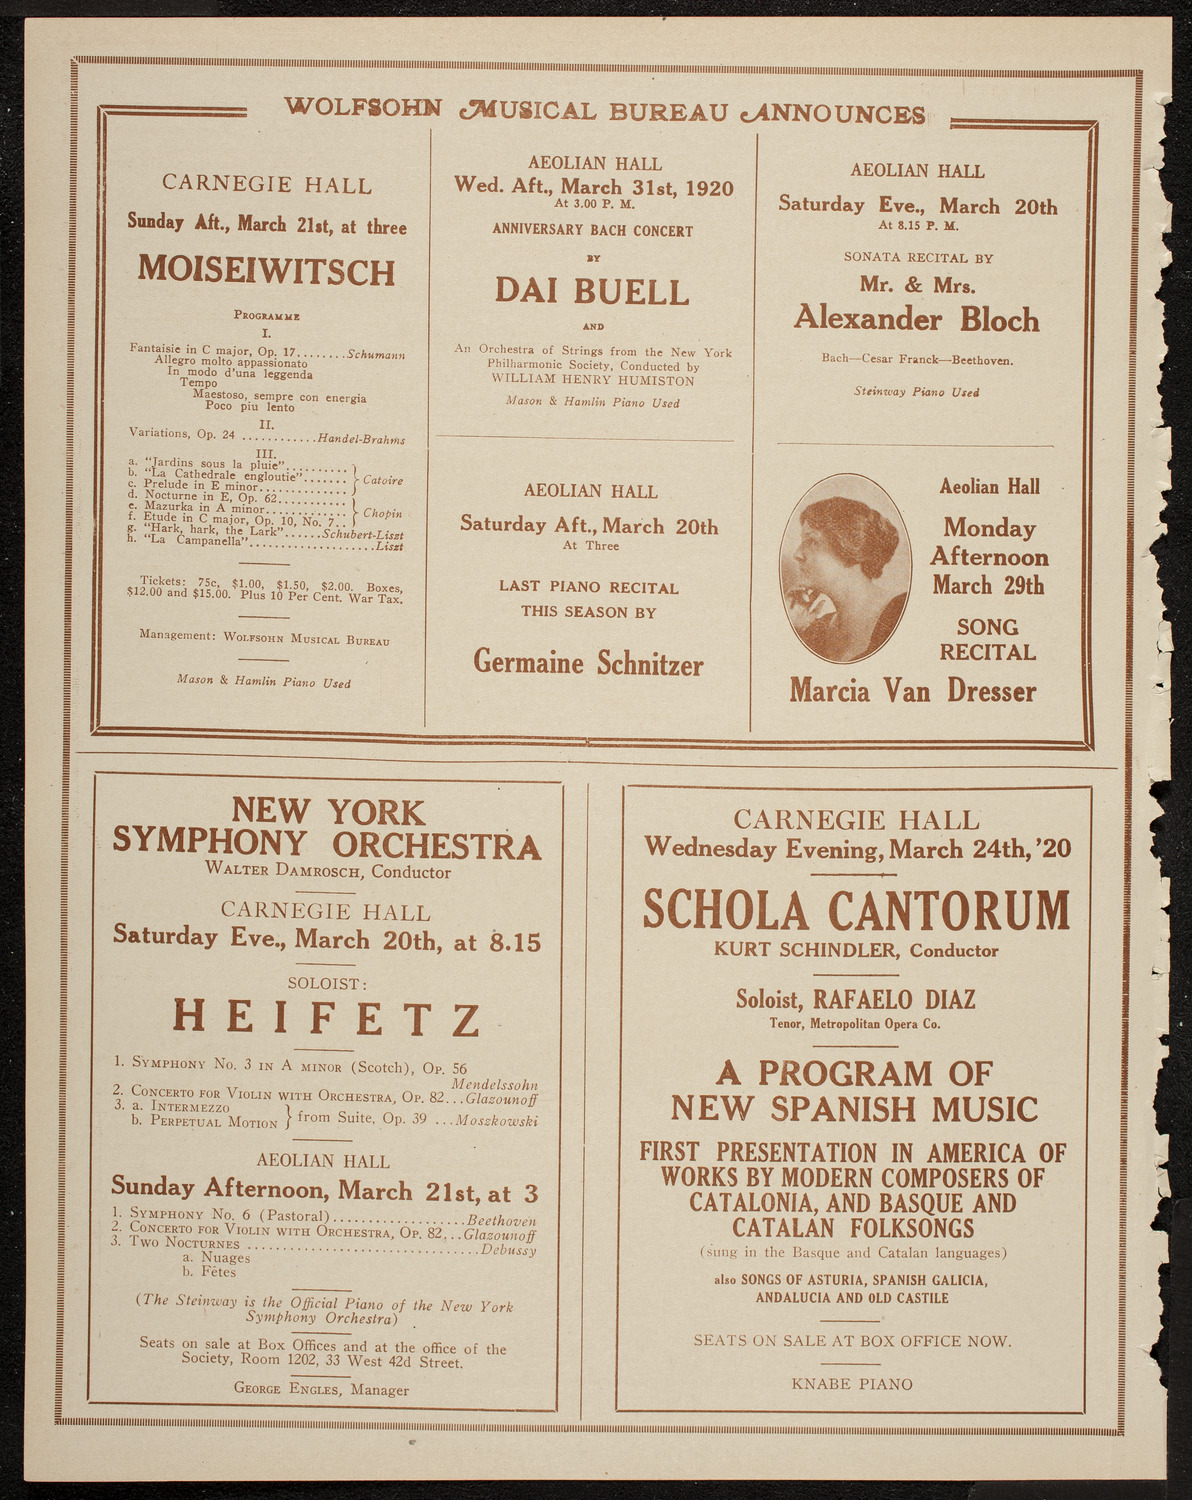 WOLFSOHN MUSICAL BUREAU ANNOUNCES
CARNEGIE HALL
Sunday Aft., March 21st, at three
MOISEIWITSCH
PROGRAMME
I.
Fantaisie in C major, Op. 17........Schumann
Allegro molto appassionato
In modo d'una leggenda
Tempo
Maestoso, sempre con energia
Poco piu lento
II.
Variations, Op. 24 ............Handel-Brahms
III.
a. "Jardins sous la pluie"..........
b. "La Cathedrale engloutie".......
c. Prelude in E minor.............. } Catoire
d. Nocturne in E, Op. 62...........
e. Mazurka in A minor.............. } Chopin
f. Etude in C major, Op. 10, No. 7..
g. "Hark, hark, the Lark"......Schubert-Liszt
h. "La Campanella"...................Liszt
Tickets: 75c, $1.00, $1.50, $2.00. Boxes,
$12.00 and $15.00. Plus 10 Per Cent. War Tax.
Management: WOLFSOHN MUSICAL BUREAU
Mason & Hamlin Piano Used
AEOLIAN HALL
Wed. Aft., March 31st, 1920
At 3.00 P. M.
ANNIVERSARY BACH CONCERT
BY
DAI BUELL
AND
An Orchestra of Strings from the New York
Philharmonic Society, Conducted by
WILLIAM HENRY HUMISTON
Mason & Hamlin Piano Used
AEOLIAN HALL
Saturday Aft., March 20th
At Three
LAST PIANO RECITAL
THIS SEASON BY
Germaine Schnitzer
AEOLIAN HALL
Saturday Eve., March 20th
At 8.15 P. M.
SONATA RECITAL BY
Mr. & Mrs.
Alexander Bloch
Bach—Cesar Franck—Beethoven.
Steinway Piano Used
Aeolian Hall
Monday
Afternoon
March 29th
SONG
RECITAL
Marcia Van Dresser
NEW YORK
SYMPHONY ORCHESTRA
WALTER DAMROSCH, Conductor
CARNEGIE HALL
Saturday Eve., March 20th, at 8.15
SOLOIST:
HEIFETZ
1. SYMPHONY NO. 3 IN A MINOR (Scotch), OP. 56
Mendelssohn
2. CONCERTO FOR VIOLIN WITH ORCHESTRA, OP. 82...Glazounoff
3. a. INTERMEZZO
b. PERPETUAL MOTION } from Suite, Op. 39 ...Moszkowski
AEOLIAN HALL
Sunday Afternoon, March 21st, at 3
1. SYMPHONY NO. 6 (Pastoral)...................Beethoven
2. CONCERTO FOR VIOLIN WITH ORCHESTRA, OP. 82...Glazounoff
3. TWO NOCTURNES ..................................Debussy
a. Nuages
b. Fêtes
(The Steinway is the Official Piano of the New York
Symphony Orchestra)
Seats on sale at Box Offices and at the office of the
Society, Room 1202, 33 West 42d Street.
GEORGE ENGLES, Manager
CARNEGIE HALL
Wednesday Evening, March 24th, '20
SCHOLA CANTORUM
KURT SCHINDLER, Conductor
Soloist, RAFAELO DIAZ
Tenor, Metropolitan Opera Co.
A PROGRAM OF
NEW SPANISH MUSIC
FIRST PRESENTATION IN AMERICA OF
WORKS BY MODERN COMPOSERS OF
CATALONIA, AND BASQUE AND
CATALAN FOLKSONGS
(sung in the Basque and Catalan languages)
also SONGS OF ASTURIA, SPANISH GALICIA,
ANDALUCIA AND OLD CASTILE
SEATS ON SALE AT BOX OFFICE NOW.
KNABE PIANO